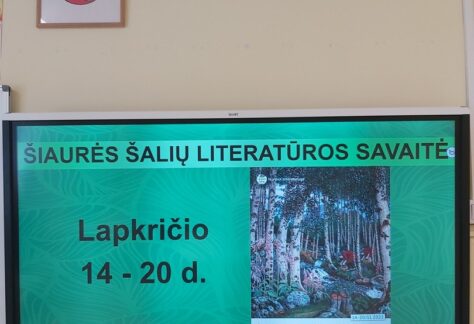 ŠIAURĖS ŠALIŲ LITERATŪROS SAVAITĖ
Lapkričio
14 - 20 d.